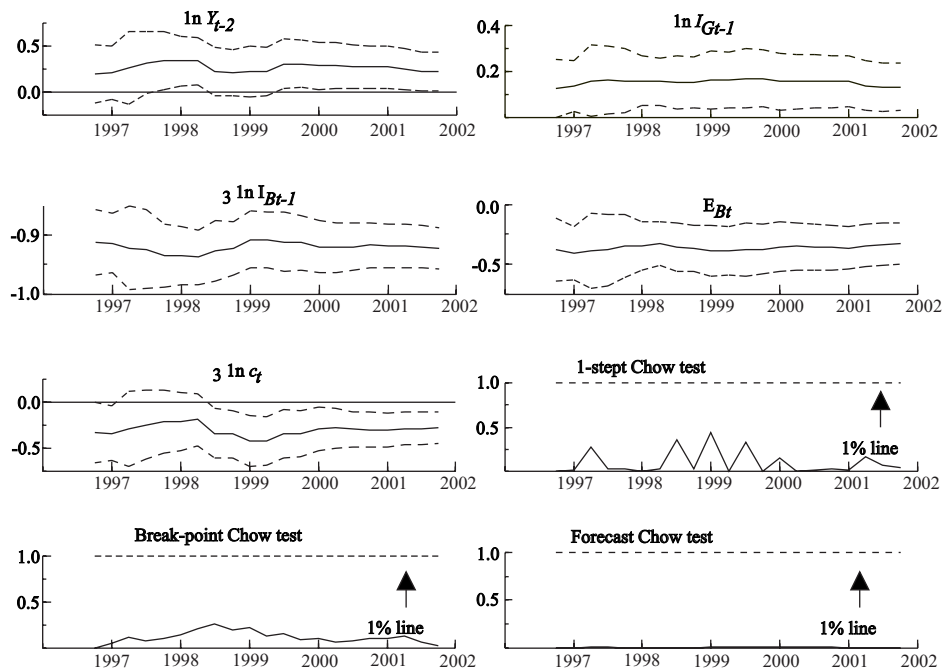 ln Y_{t-2}
0.5
0.0
1997 1998 1999 2000 2001 2002
ln I_{Gt-1}
0.4
0.2
1997 1998 1999 2000 2001 2002
3 ln I_{Bt-1}
-0.9
-1.0
1997 1998 1999 2000 2001 2002
E_{Bt}
0.0
-0.5
1997 1998 1999 2000 2001 2002
3 ln c_t
0.0
-0.5
1997 1998 1999 2000 2001 2002
1-stept Chow test
1.0
0.5
1% line
1997 1998 1999 2000 2001 2002
Break-point Chow test
1.0
0.5
1% line
1997 1998 1999 2000 2001 2002
Forecast Chow test
1.0
0.5
1% line
1997 1998 1999 2000 2001 2002